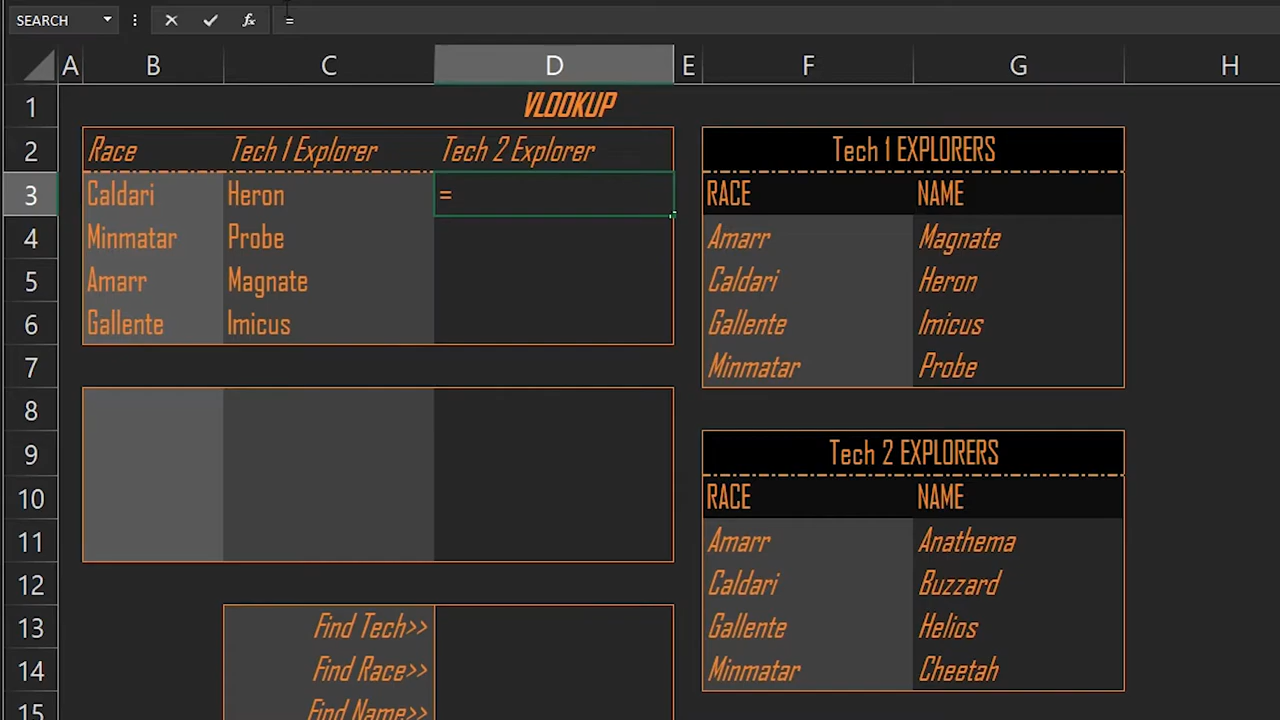 SEARCH =
A B C D E F G H
1 VLOOKUP
2 Race Tech 1 Explorer Tech 2 Explorer Tech 1 EXPLORERS
3 Caldari Heron = RACE NAME
4 Minmatar Probe Amarr Magnate
5 Amarr Magnate Caldari Heron
6 Gallente Imicus Gallente Imicus
7 Minmatar Probe
8
9 Tech 2 EXPLORERS
10 RACE NAME
11 Amarr Anathema
12 Caldari Buzzard
13 Find Tech>> Gallente Helios
14 Find Race>> Minmatar Cheetah
15 Find Name>>